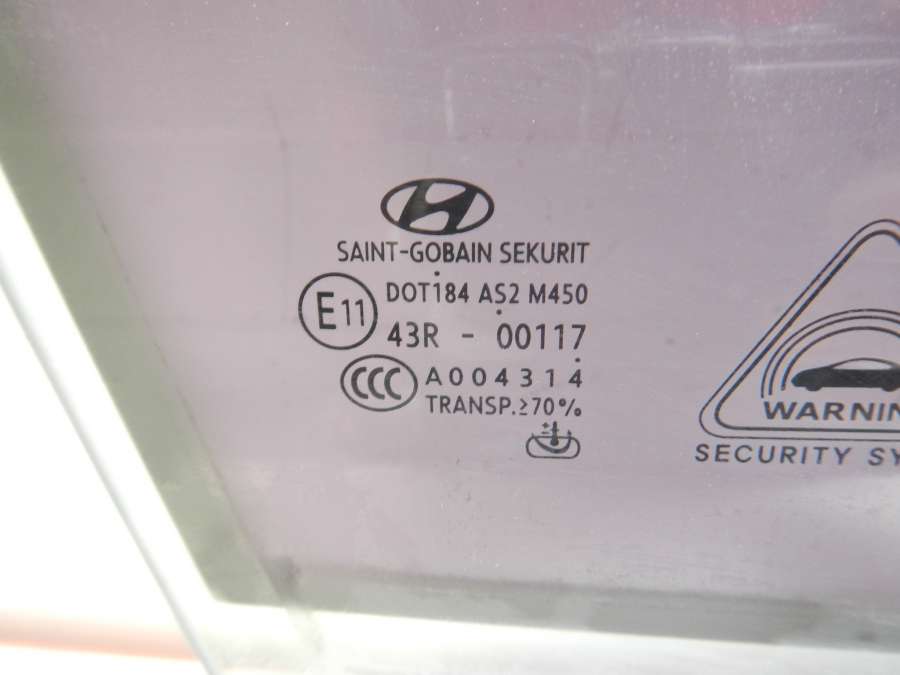 SAINT-GOBAIN SEKURIT
DOT184 AS2 M450
E11
43R - 00117
CCC A004314
TRANSP.≥70%
WARNIN
SECURITY SY